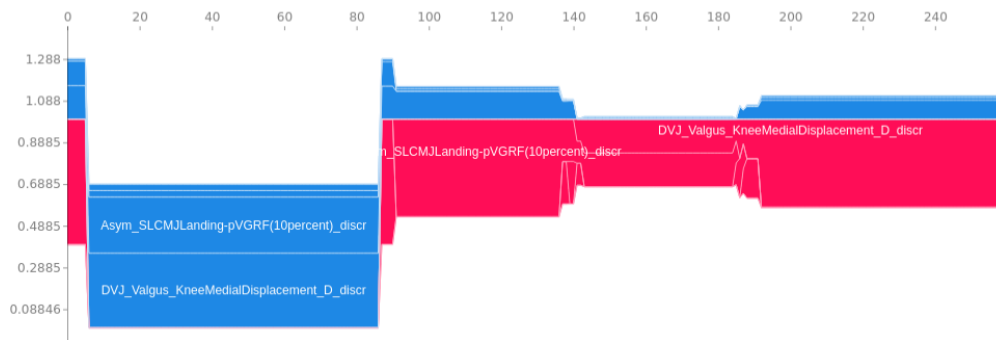 0 20 40 60 80 100 120 140 160 180 200 220 240
1.288
1.088
0.8885
DVJ_Valgus_KneeMedialDisplacement_D_discr
n_SLCMJLanding-pVGRF(10percent)_discr
0.6885
0.4885
Asym_SLCMJLanding-pVGRF(10percent)_discr
0.2885
DVJ_Valgus_KneeMedialDisplacement_D_discr
0.08846